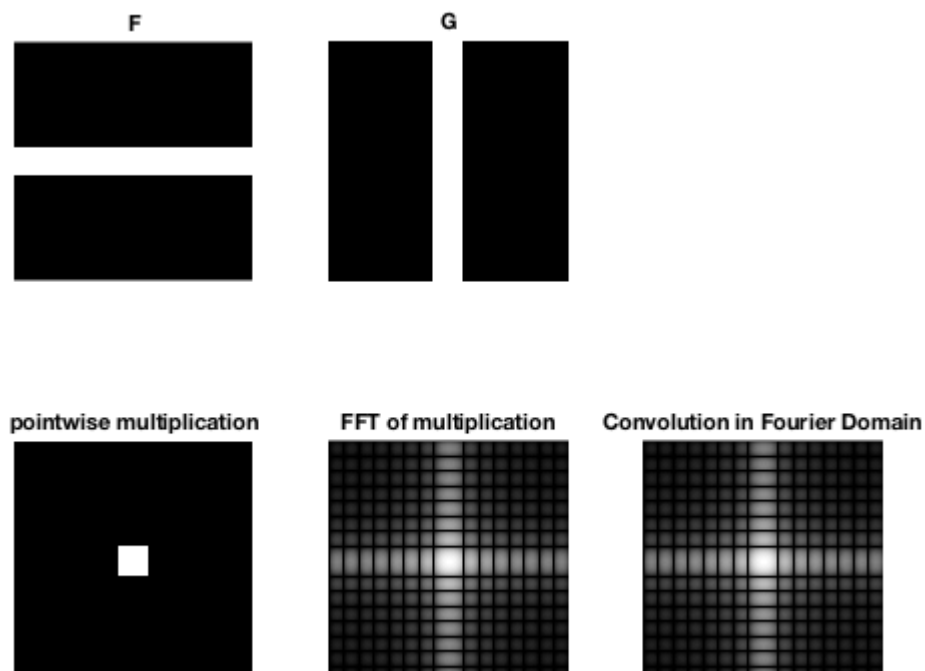 F
G
pointwise multiplication
FFT of multiplication
Convolution in Fourier Domain